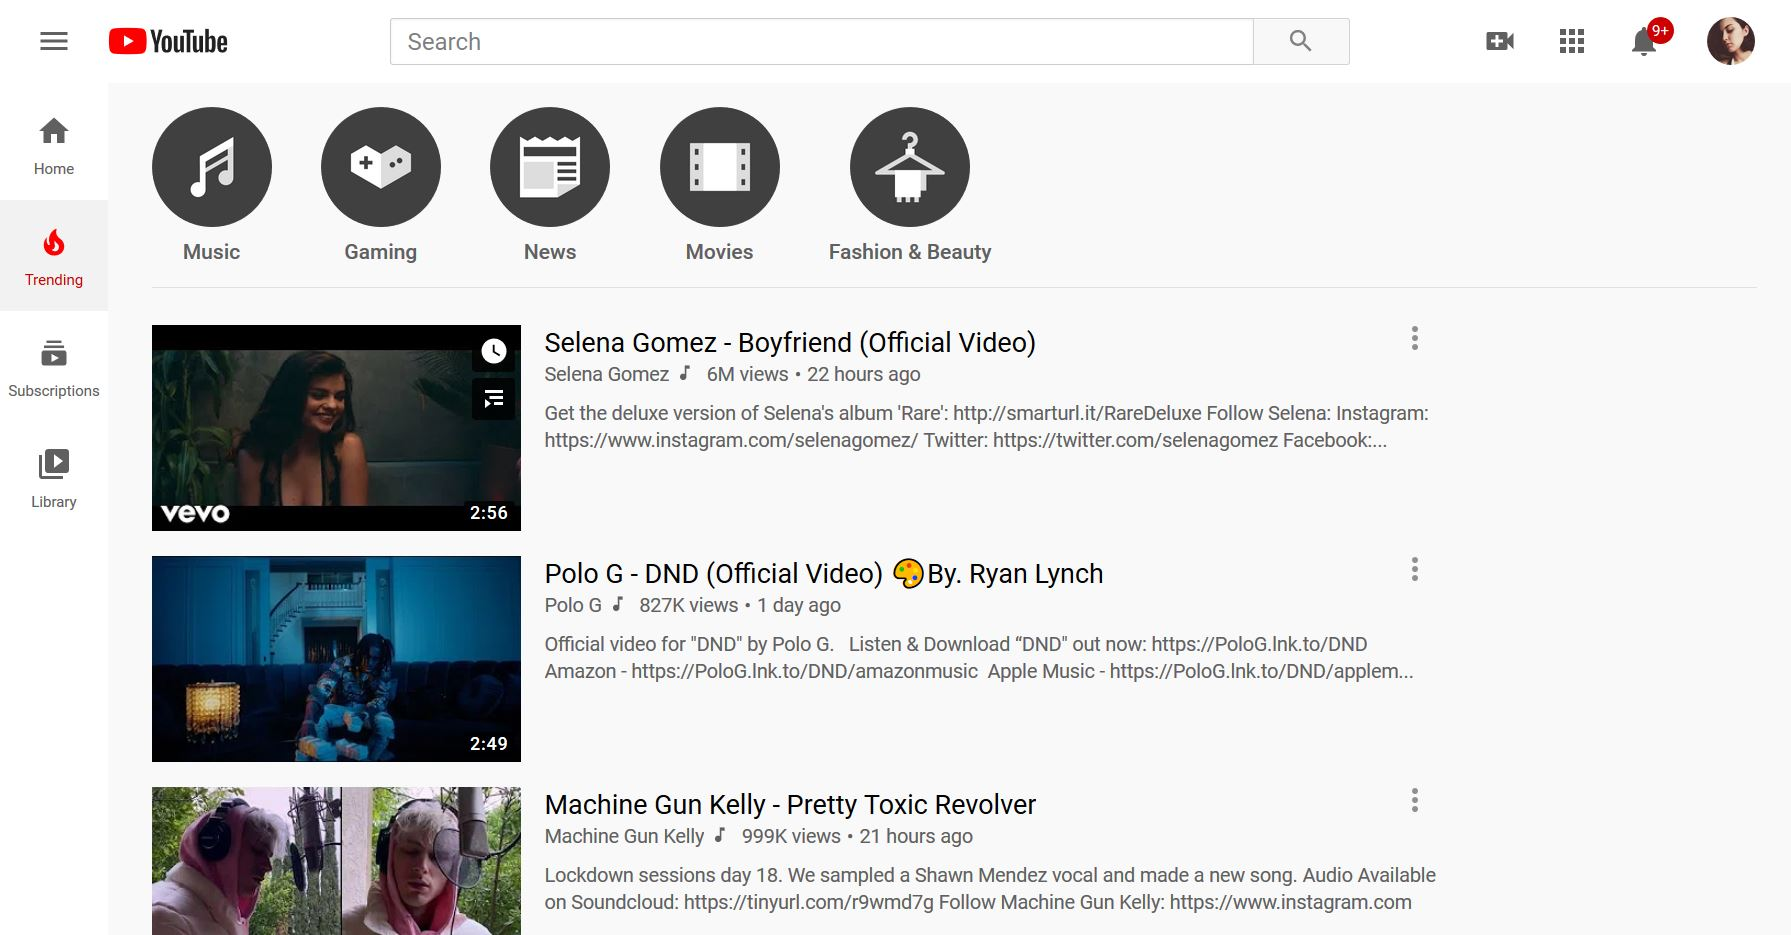 YouTube
Search
9+
Home
Trending
Subscriptions
Library
Music
Gaming
News
Movies
Fashion & Beauty
vevo
2:56
Selena Gomez - Boyfriend (Official Video)
Selena Gomez 6M views • 22 hours ago
Get the deluxe version of Selena's album 'Rare': http://smarturl.it/RareDeluxe Follow Selena: Instagram:
https://www.instagram.com/selenagomez/ Twitter: https://twitter.com/selenagomez Facebook:...
2:49
Polo G - DND (Official Video) 🎨By. Ryan Lynch
Polo G 827K views • 1 day ago
Official video for "DND" by Polo G. Listen & Download “DND" out now: https://PoloG.lnk.to/DND
Amazon - https://PoloG.lnk.to/DND/amazonmusic Apple Music - https://PoloG.lnk.to/DND/applem...
Machine Gun Kelly - Pretty Toxic Revolver
Machine Gun Kelly 999K views • 21 hours ago
Lockdown sessions day 18. We sampled a Shawn Mendez vocal and made a new song. Audio Available
on Soundcloud: https://tinyurl.com/r9wmd7g Follow Machine Gun Kelly: https://www.instagram.com